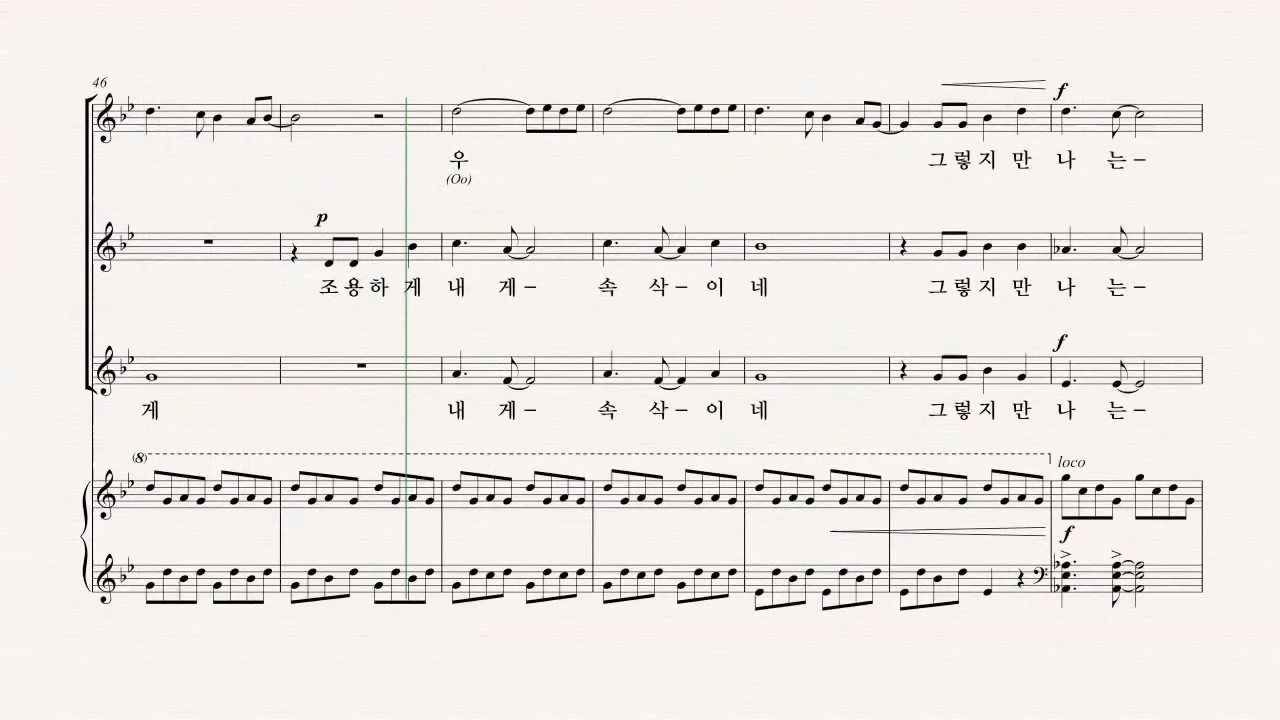 46
f
우 그 렇 지 만 나 는 –
(Oo)
p
조 용 하 게 내 게 – 속 삭 – 이 네 그 렇 지 만 나 는 –
f
게 내 게 – 속 삭 – 이 네 그 렇 지 만 나 는 –
(8) loco
f